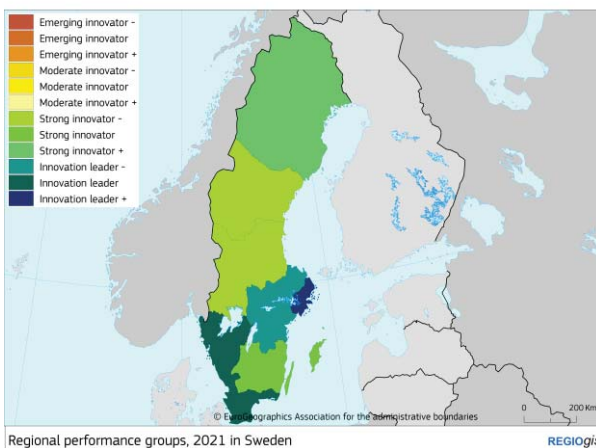 Emerging innovator -
Emerging innovator
Emerging innovator +
Moderate innovator -
Moderate innovator
Moderate innovator +
Strong innovator -
Strong innovator
Strong innovator +
Innovation leader -
Innovation leader
Innovation leader +
© EuroGeographics Association for the administrative boundaries
0 200 Km
Regional performance groups, 2021 in Sweden
REGIOgis